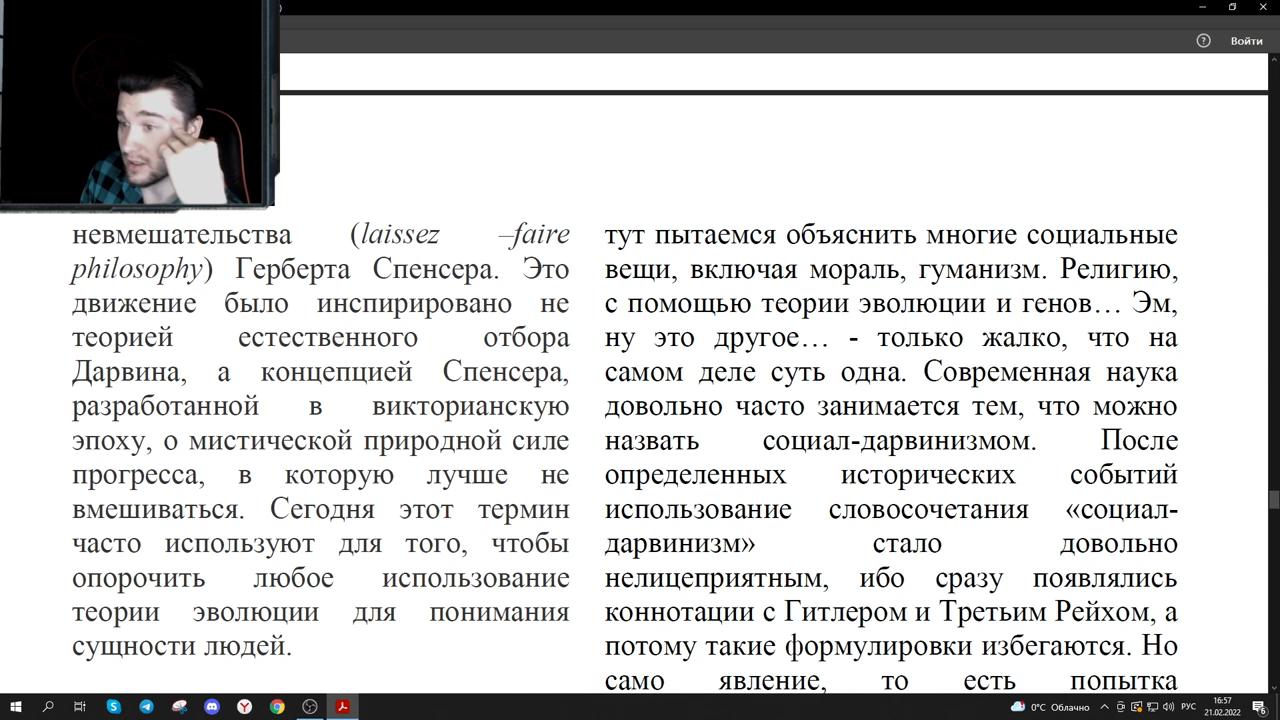 Войти
невмешательства (laissez –faire
philosophy) Герберта Спенсера. Это
движение было инспирировано не
теорией естественного отбора
Дарвина, а концепцией Спенсера,
разработанной в викторианскую
эпоху, о мистической природной силе
прогресса, в которую лучше не
вмешиваться. Сегодня этот термин
часто используют для того, чтобы
опорочить любое использование
теории эволюции для понимания
сущности людей.
тут пытаемся объяснить многие социальные
вещи, включая мораль, гуманизм. Религию,
с помощью теории эволюции и генов… Эм,
ну это другое… - только жалко, что на
самом деле суть одна. Современная наука
довольно часто занимается тем, что можно
назвать социал-дарвинизмом. После
определенных исторических событий
использование словосочетания «социал-
дарвинизм» стало довольно
нелицеприятным, ибо сразу появлялись
коннотации с Гитлером и Третьим Рейхом, а
потому такие формулировки избегаются. Но
само явление, то есть попытка
0°C Облачно
РУС
16:57
21.02.2022
6